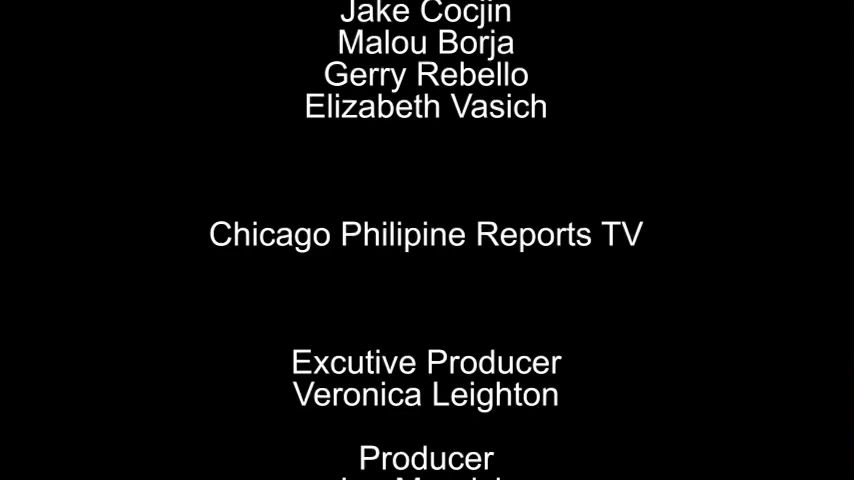 Jake Cocjin
Malou Borja
Gerry Rebello
Elizabeth Vasich
Chicago Philipine Reports TV
Excutive Producer
Veronica Leighton
Producer